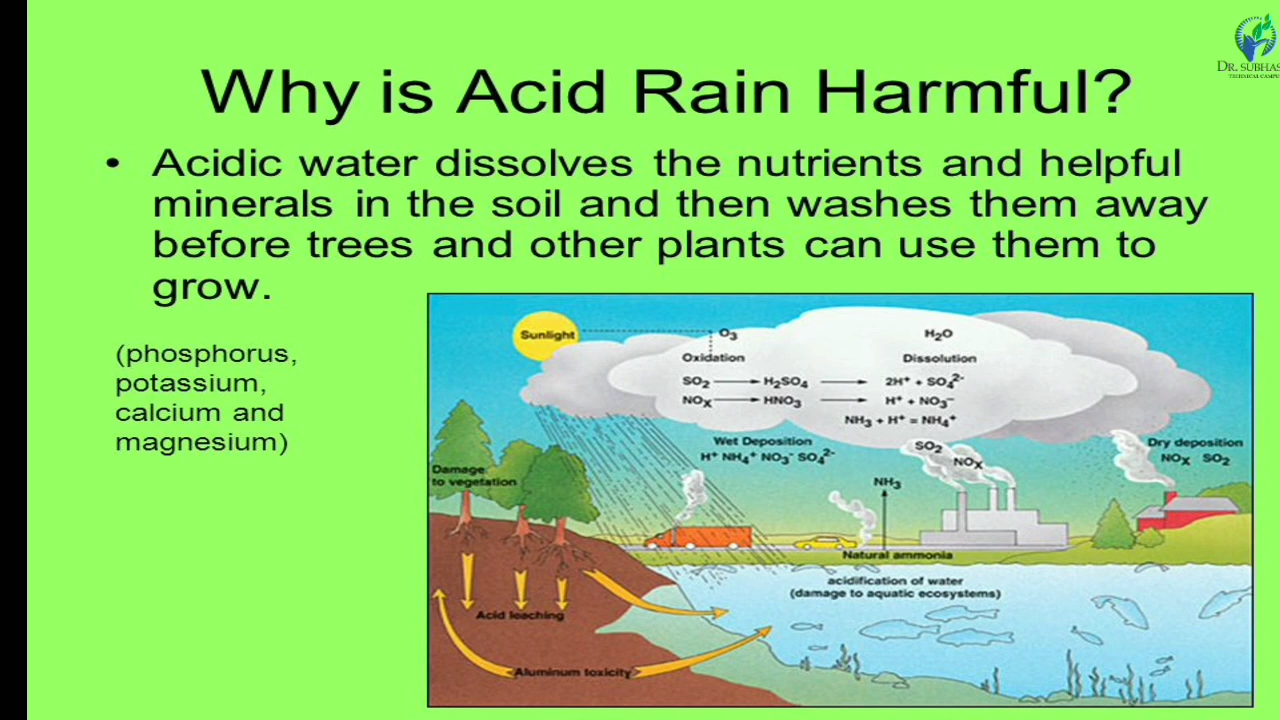 DR. SUBHAS
TECHNICAL CAMPUS
Why is Acid Rain Harmful?
• Acidic water dissolves the nutrients and helpful
minerals in the soil and then washes them away
before trees and other plants can use them to
grow.
(phosphorus,
potassium,
calcium and
magnesium)
Sunlight
O₃
H₂O
Oxidation
Dissolution
SO₂ → H₂SO₄ → 2H⁺ + SO₄²⁻
NOx → HNO₃ → H⁺ + NO₃⁻
NH₃ + H⁺ = NH₄⁺
Wet Deposition
H⁺ NH₄⁺ NO₃⁻ SO₄²⁻
SO₂
NOx
Dry deposition
NOx SO₂
Damage
to vegetation
NH₃
Natural ammonia
acidification of water
(damage to aquatic ecosystems)
Acid leaching
Aluminum toxicity